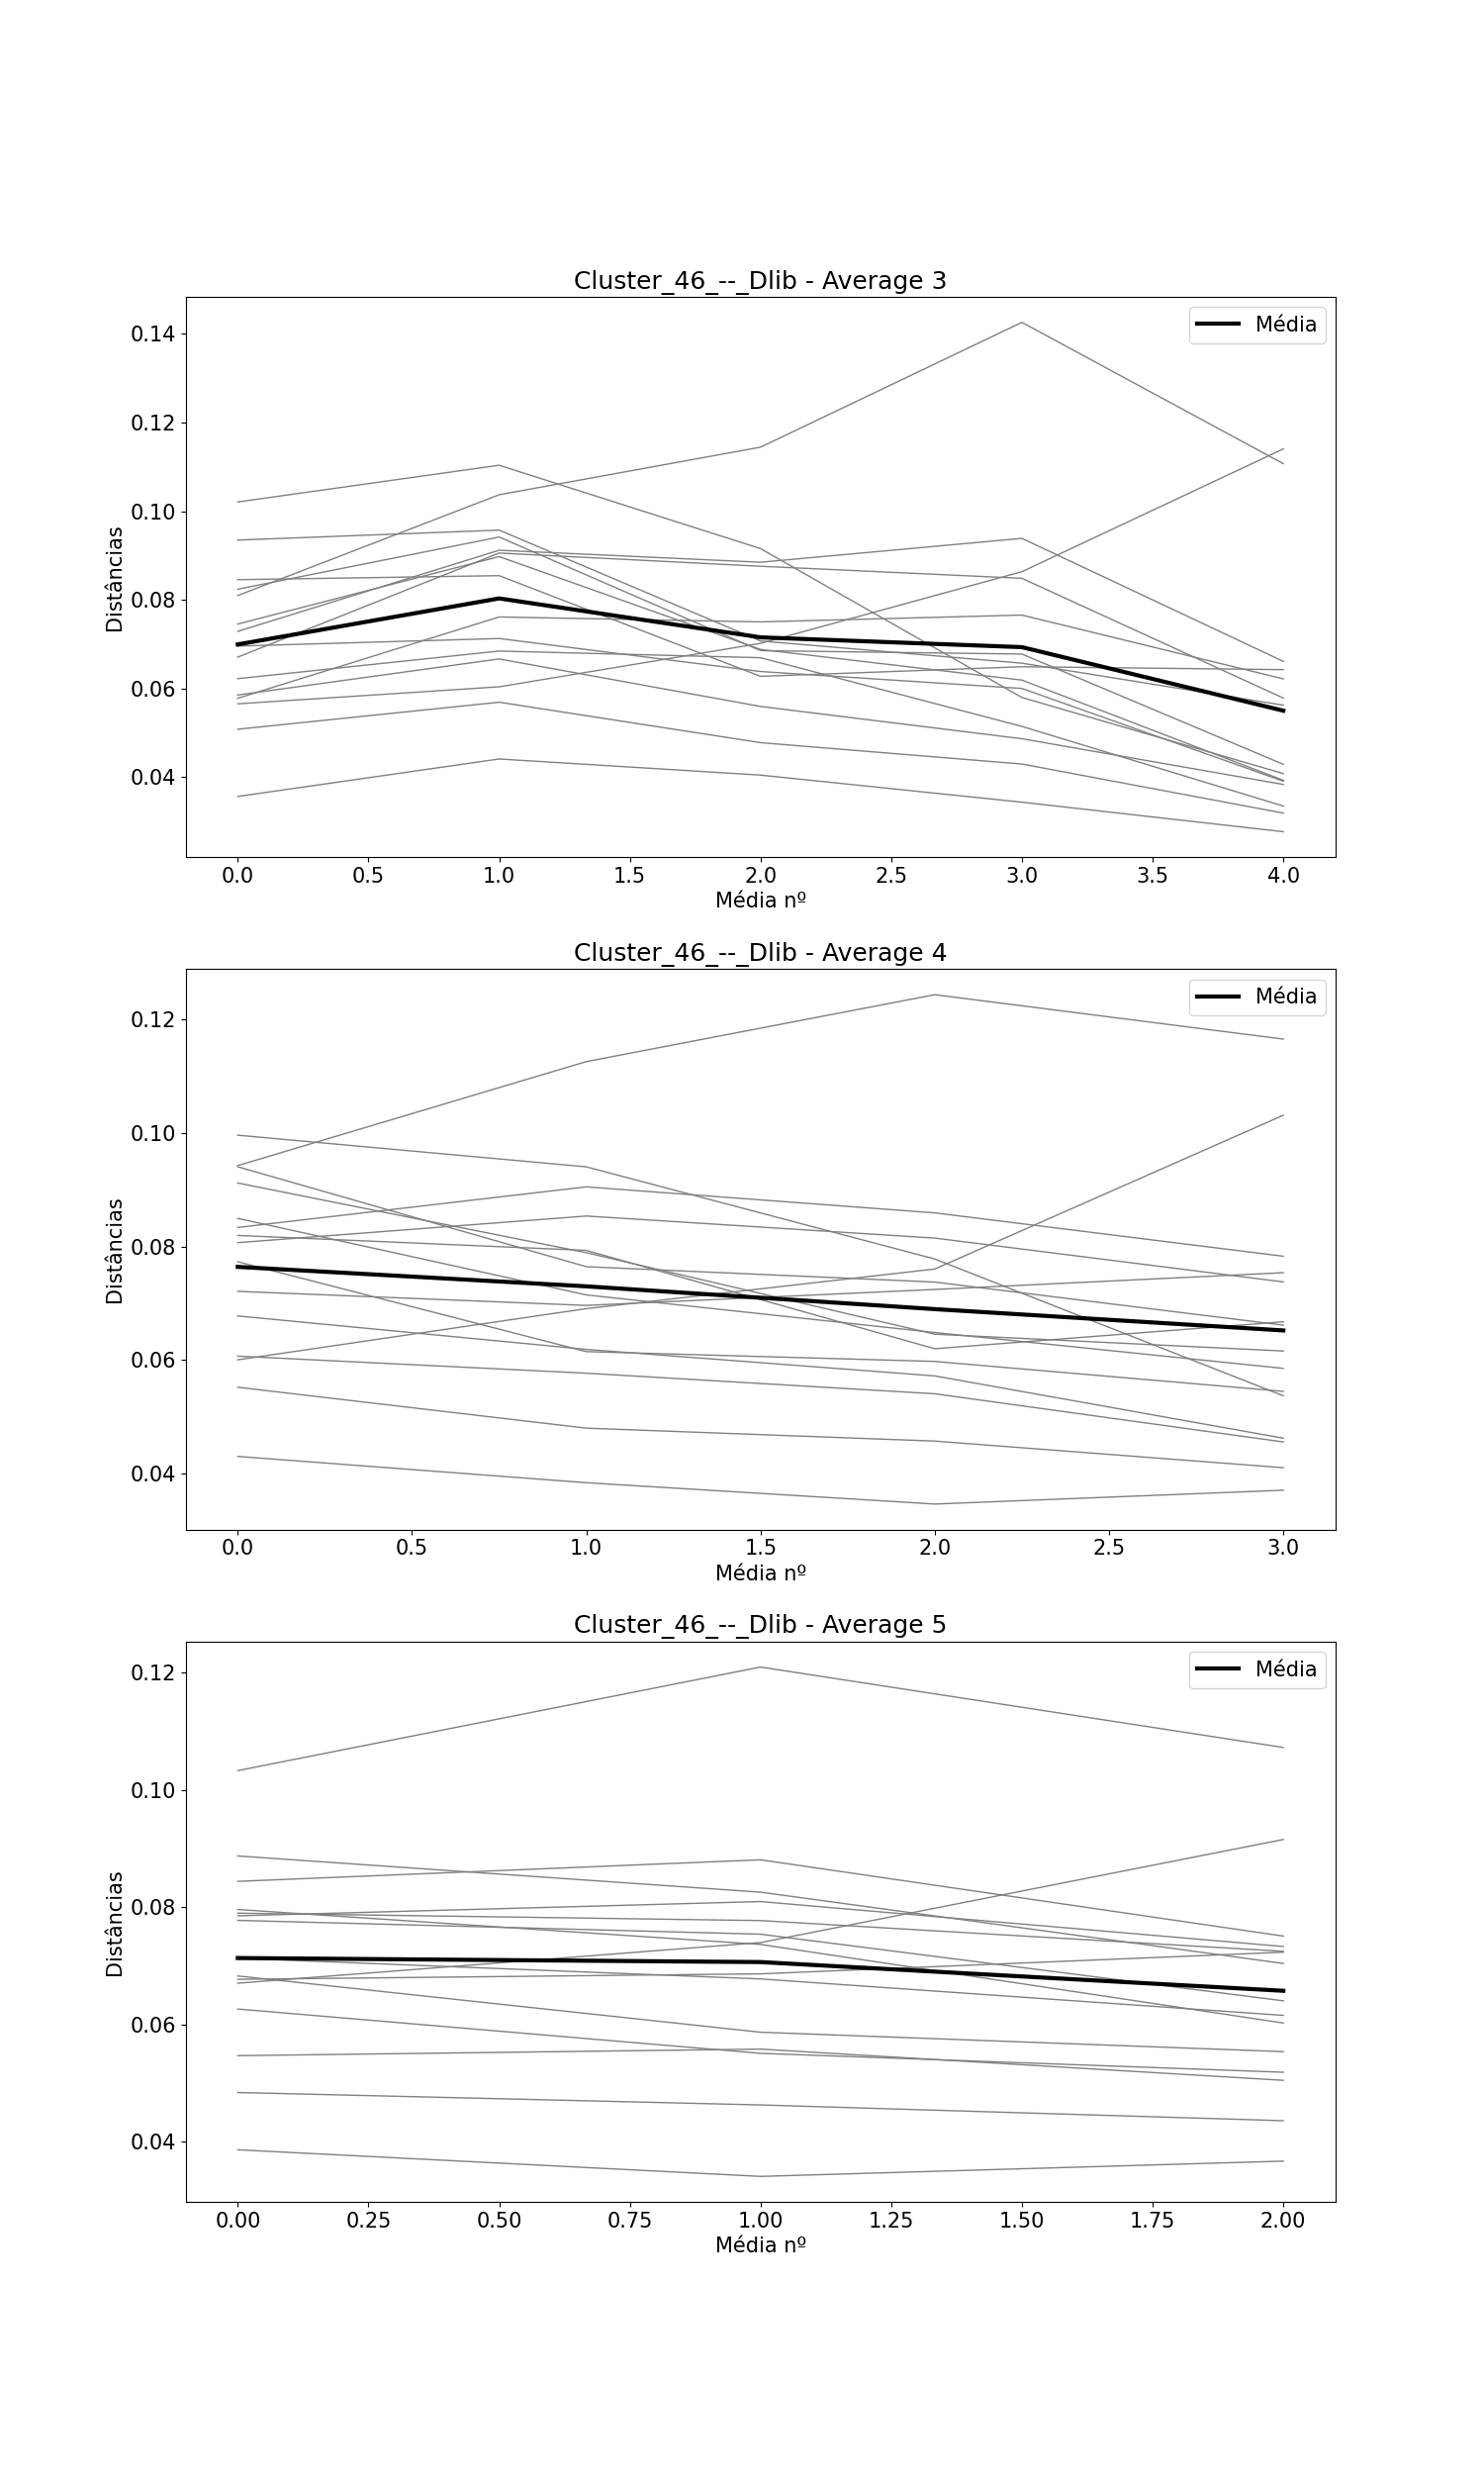 Cluster_46_--_Dlib - Average 3
Média
0.14
0.12
0.10
0.08
0.06
0.04
Distâncias
0.0 0.5 1.0 1.5 2.0 2.5 3.0 3.5 4.0
Média nº
Cluster_46_--_Dlib - Average 4
Média
0.12
0.10
0.08
0.06
0.04
Distâncias
0.0 0.5 1.0 1.5 2.0 2.5 3.0
Média nº
Cluster_46_--_Dlib - Average 5
Média
0.12
0.10
0.08
0.06
0.04
Distâncias
0.00 0.25 0.50 0.75 1.00 1.25 1.50 1.75 2.00
Média nº